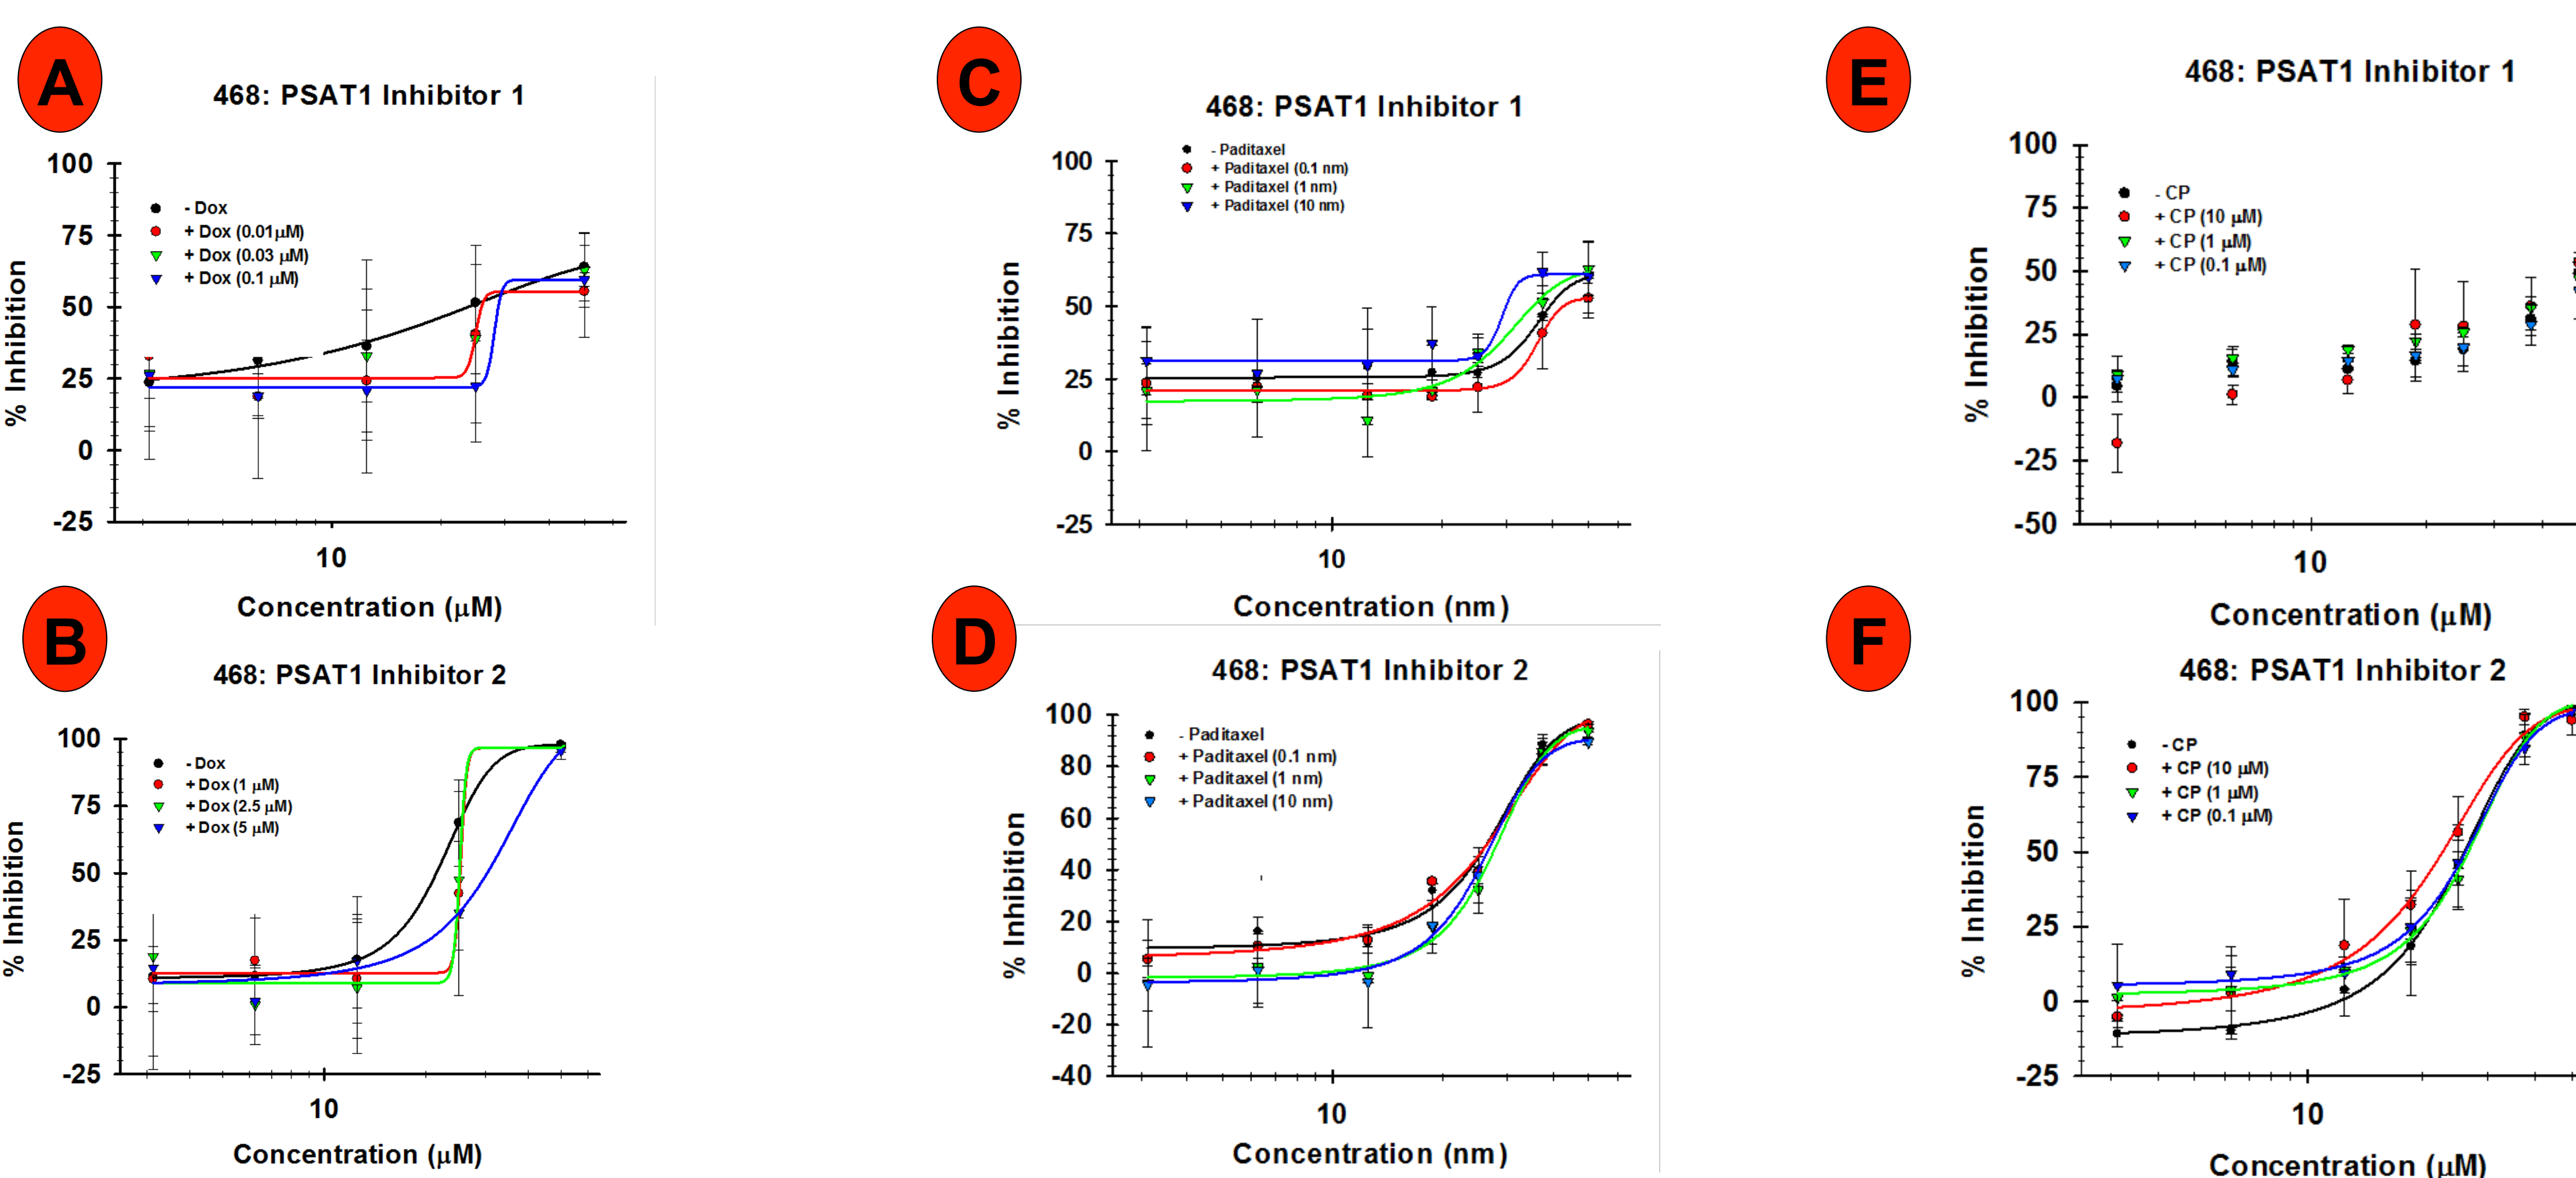 A
468: PSAT1 Inhibitor 1
100
75
50
25
0
-25
% Inhibition
- Dox
+ Dox (0.01μM)
+ Dox (0.03 μM)
+ Dox (0.1 μM)
10
Concentration (μM)
B
468: PSAT1 Inhibitor 2
100
75
50
25
0
-25
% Inhibition
- Dox
+ Dox (1 μM)
+ Dox (2.5 μM)
+ Dox (5 μM)
10
Concentration (μM)
C
468: PSAT1 Inhibitor 1
100
75
50
25
0
-25
% Inhibition
- Paditaxel
+ Paditaxel (0.1 nm)
+ Paditaxel (1 nm)
+ Paditaxel (10 nm)
10
Concentration (nm)
D
468: PSAT1 Inhibitor 2
100
80
60
40
20
0
-20
-40
% Inhibition
- Paditaxel
+ Paditaxel (0.1 nm)
+ Paditaxel (1 nm)
+ Paditaxel (10 nm)
10
Concentration (nm)
E
468: PSAT1 Inhibitor 1
100
75
50
25
0
-25
-50
% Inhibition
- CP
+ CP (10 μM)
+ CP (1 μM)
+ CP (0.1 μM)
10
Concentration (μM)
F
468: PSAT1 Inhibitor 2
100
75
50
25
0
-25
% Inhibition
- CP
+ CP (10 μM)
+ CP (1 μM)
+ CP (0.1 μM)
10
Concentration (μM)